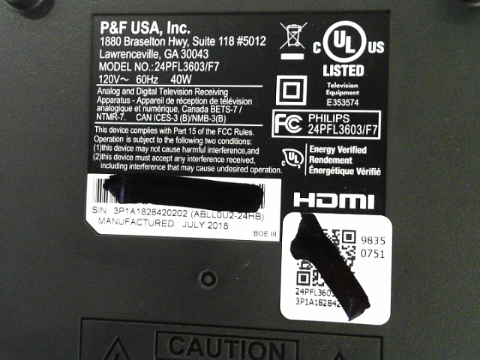 P&F USA, Inc.
1880 Braselton Hwy, Suite 118 #5012
Lawrenceville, GA 30043
MODEL NO.: 24PFL3603/F7
120V~ 60Hz 40W
Analog and Digital Television Receiving
Apparatus - Appareil de réception de télévision
analogique et numérique, Canada BETS-7 /
NTMR-7. CAN ICES-3 (B)/NMB-3(B)
This device complies with Part 15 of the FCC Rules.
Operation is subject to the following two conditions:
(1)this device may not cause harmful interference,and
(2)this device must accept any interference received,
including interference that may cause undesired operation.
S/N: 3P1A1828420202 (ABLL0U2-24HB)
MANUFACTURED: JULY 2018
BOE III
C UL US
LISTED
Television
Equipment
E353574
FC PHILIPS
24PFL3603/F7
Energy Verified
Rendement
Énergétique Vérifié
HDMI
9835
0751
24PFL3603
3P1A182842
CAUTION